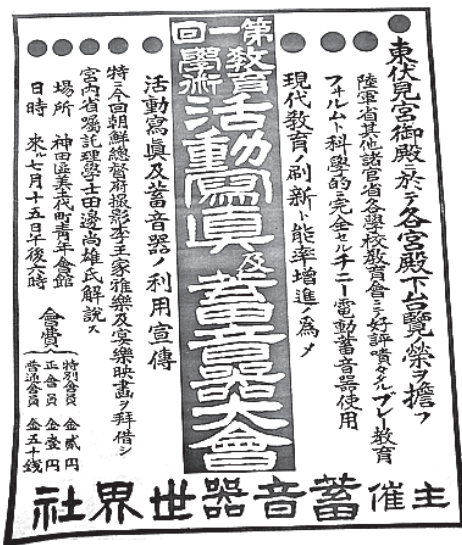 東伏見宮御殿ニ於テ各宮殿下台覽ノ榮ヲ擔フ
陸軍省其他諸官省各學校教育會ニテ好評嘖々タルプレー教育
フォルムト科學的ニ完全セルチニー電動蓄音器使用
現代教育ノ刷新ト能率增進ノ爲メ
第一回
教育學術
活動寫眞及蓄音器大會
活動寫眞及蓄音器ノ利用宣傳
特ニ今回朝鮮總督府撮影李王家雅樂及宴樂映畫ヲ拜借シ
宮内省嘱託理學士田邊尚雄氏解說ス
場所 神田區美土代町青年會館
日時 來ル七月十五日午後六時
會費
特別會員 金貳円
正會員 金壹円
普通會員 金五十錢
主催 蓄音器世界社